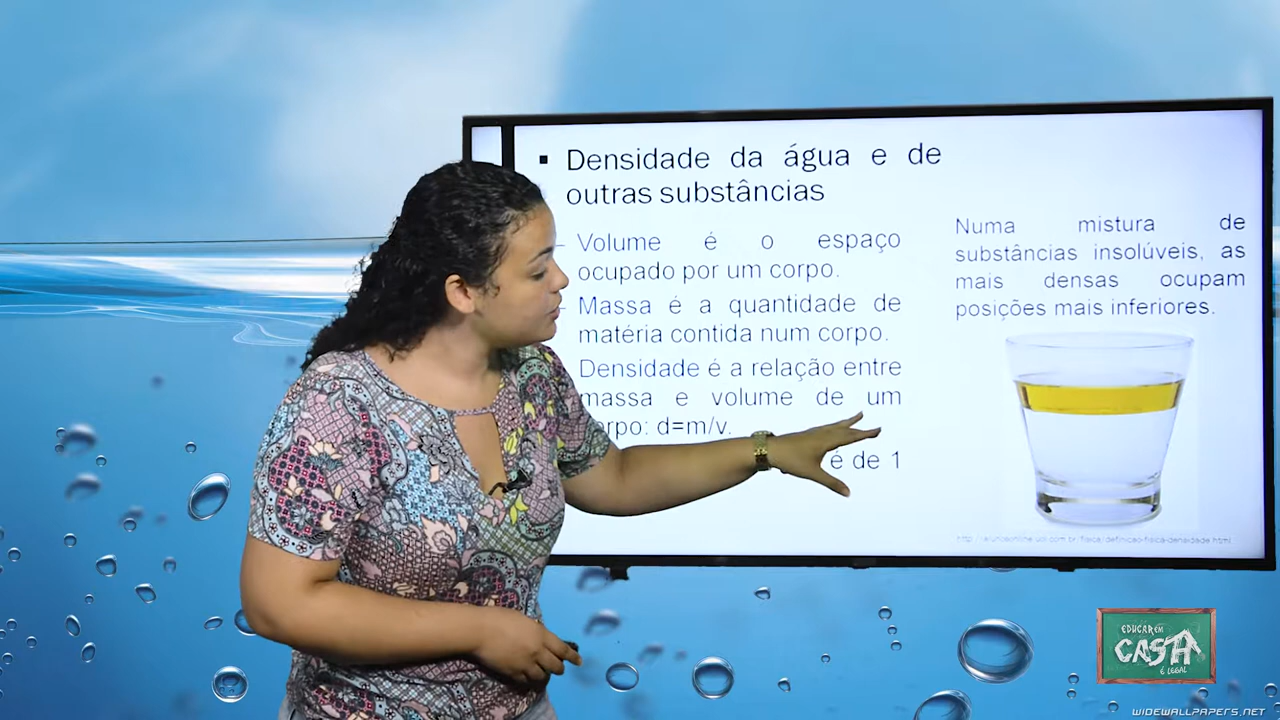 ▪ Densidade da água e de
outras substâncias
– Volume é o espaço
ocupado por um corpo.
– Massa é a quantidade de
matéria contida num corpo.
Densidade é a relação entre
massa e volume de um
d=m/v.
é de 1
Numa mistura de
substâncias insolúveis, as
mais densas ocupam
posições mais inferiores.
EDUCAR EM
CASA
É LEGAL
WIDEWALLPAPERS.NET